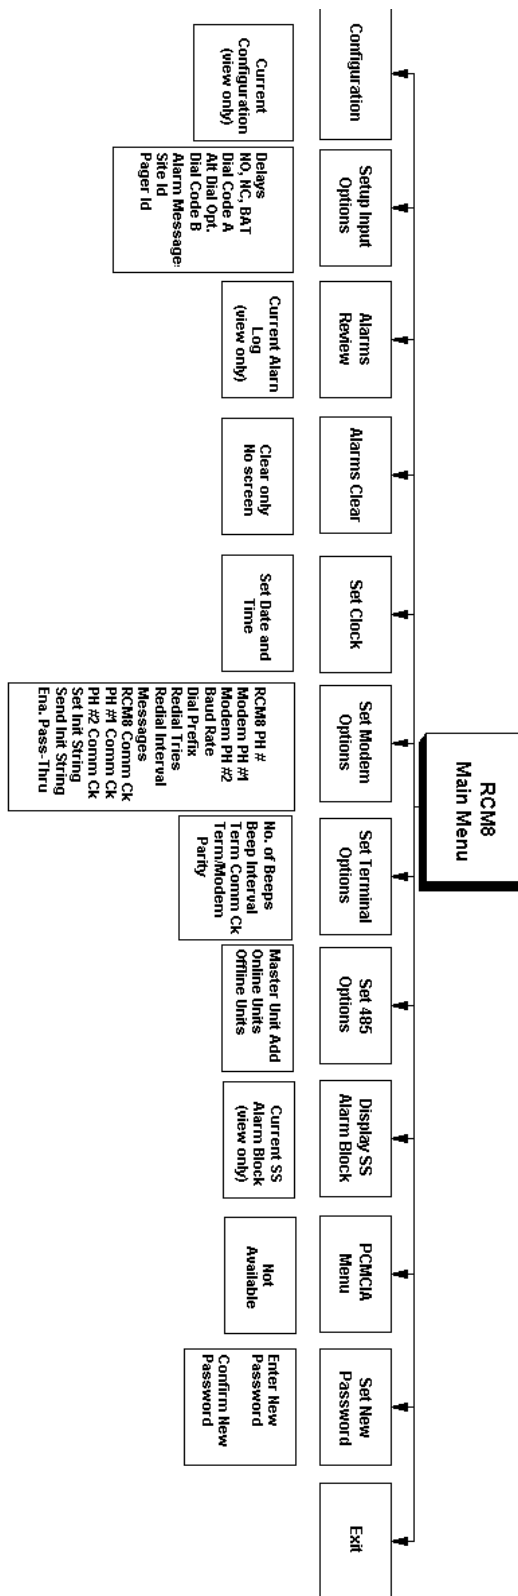 RCM8
Main Menu
Configuration
Current
Configuration
(view only)
Setup Input
Options
Delays
NO, NC, BAT
Dial Code A
Alt Dial Opt.
Dial Code B
Alarm Message
Site Id
Pager Id
Alarms
Review
Current Alarm
Log
(view only)
Alarms Clear
Clear only
No screen
Set Clock
Set Date and
Time
Set Modem
Options
RCM8 PH #
Modem PH #1
Modem PH #2
Baud Rate
Dial Prefix
Redial Tries
Redial Interval
Messages
RCM8 Comm Ck
PH #1 Comm Ck
PH #2 Comm Ck
Set Init String
Send Init String
Ena. Pass-Thru
Set Terminal
Options
No. of Beeps
Beep Interval
Term Comm Ck
Term/Modem
Parity
Set 485
Options
Master Unit Add
Online Units
Offline Units
Display SS
Alarm Block
Current SS
Alarm Block
(view only)
PCMCIA
Menu
Not
Available
Set New
Password
Enter New
Password
Confirm New
Password
Exit